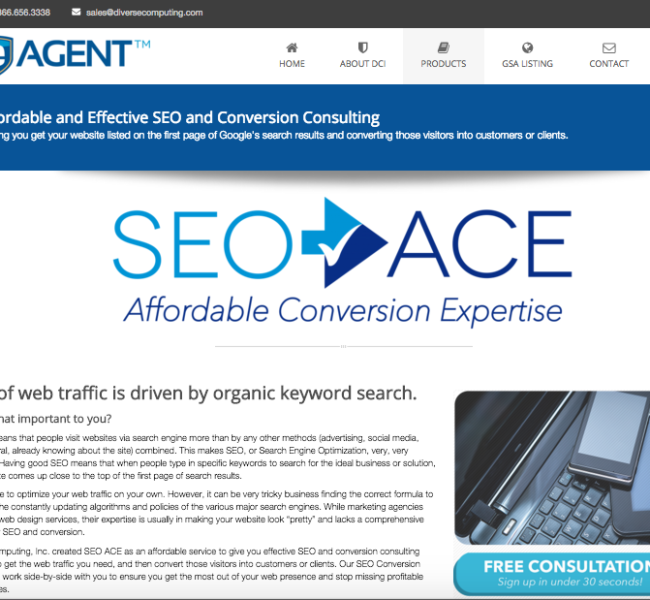 866.656.3338 sales@diversecomputing.com
AGENT™
HOME ABOUT DCI PRODUCTS GSA LISTING CONTACT
ordable and Effective SEO and Conversion Consulting
ng you get your website listed on the first page of Google's search results and converting those visitors into customers or clients.
SEO ACE
Affordable Conversion Expertise
of web traffic is driven by organic keyword search.
hat important to you?
eans that people visit websites via search engine more than by any other methods (advertising, social media,
al, already knowing about the site) combined. This makes SEO, or Search Engine Optimization, very, very
Having good SEO means that when people type in specific keywords to search for the ideal business or solution,
te comes up close to the top of the first page of search results.
e to optimize your web traffic on your own. However, it can be very tricky business finding the correct formula to
the constantly updating algorithms and policies of the various major search engines. While marketing agencies
web design services, their expertise is usually in making your website look "pretty" and lacks a comprehensive
SEO and conversion.
mputing, Inc. created SEO ACE as an affordable service to give you effective SEO and conversion consulting
o get the web traffic you need, and then convert those visitors into customers or clients. Our SEO Conversion
work side-by-side with you to ensure you get the most out of your web presence and stop missing profitable
es.
FREE CONSULTATION
Sign up in under 30 seconds!